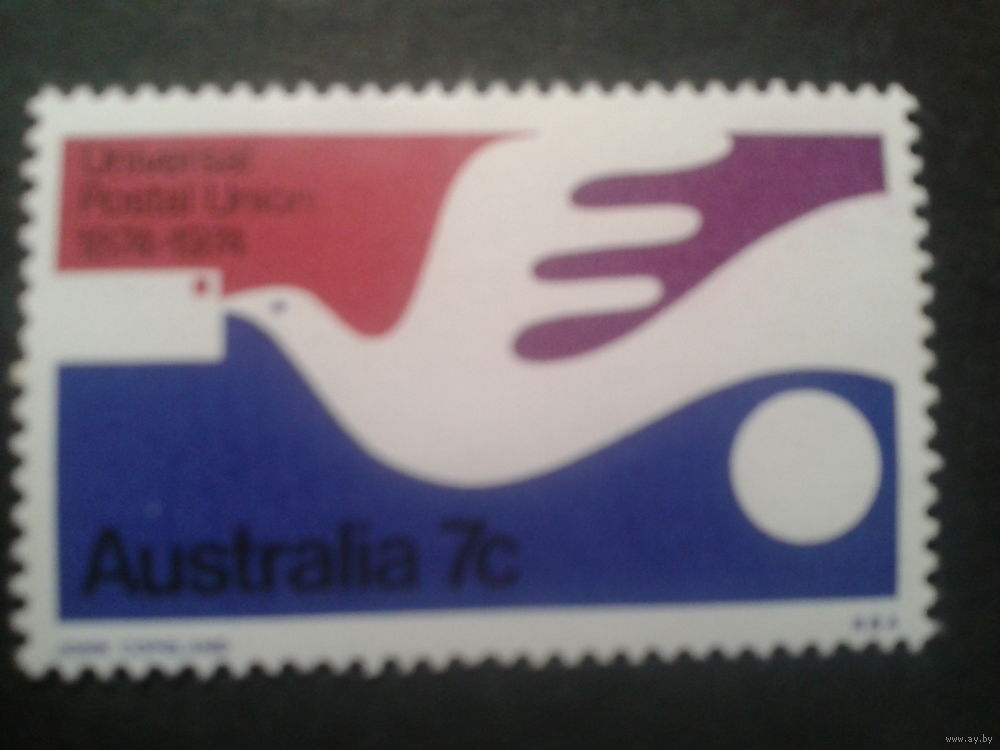 Universal
Postal Union
1874-1974
Australia 7c
www.ay.by